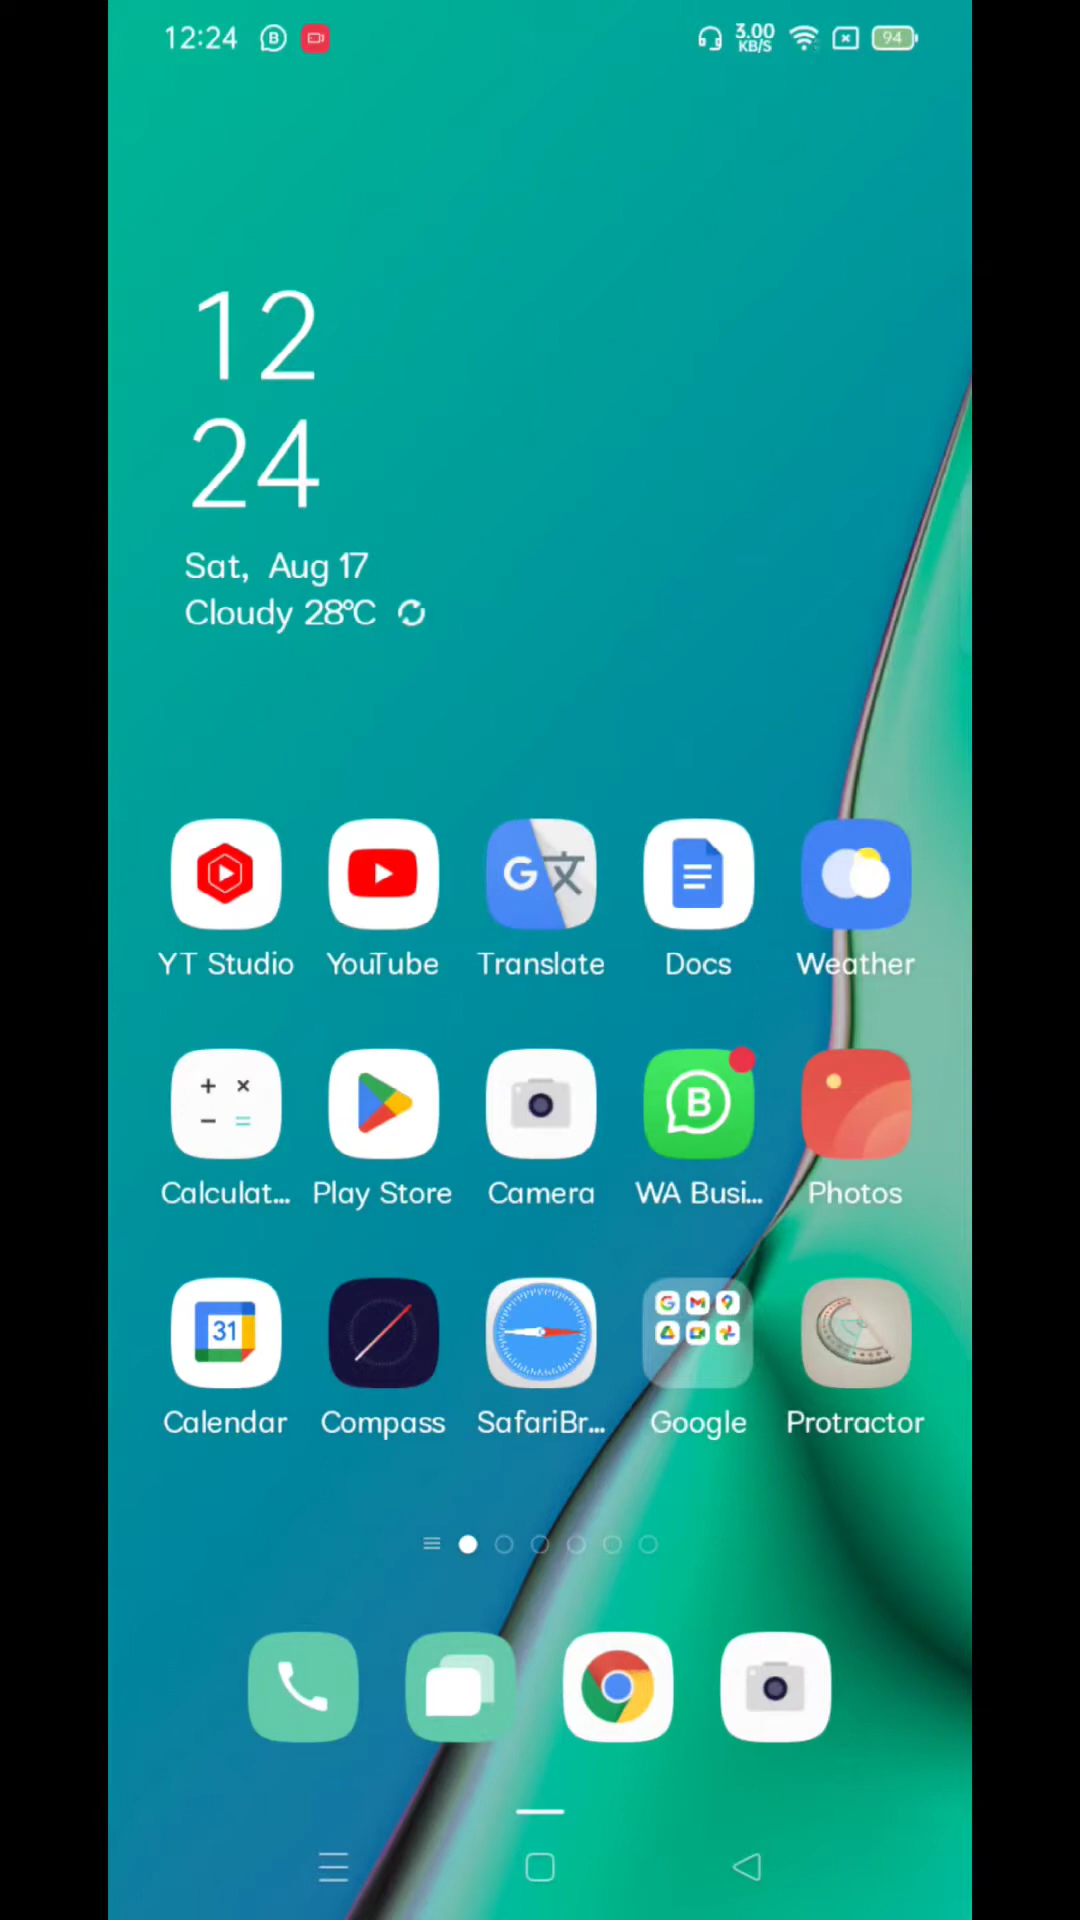 12:24
3.00
KB/S
94
12
24
Sat, Aug 17
Cloudy 28°C
YT Studio YouTube Translate Docs Weather
Calculat... Play Store Camera WA Busi... Photos
31
Calendar Compass SafariBr... Google Protractor